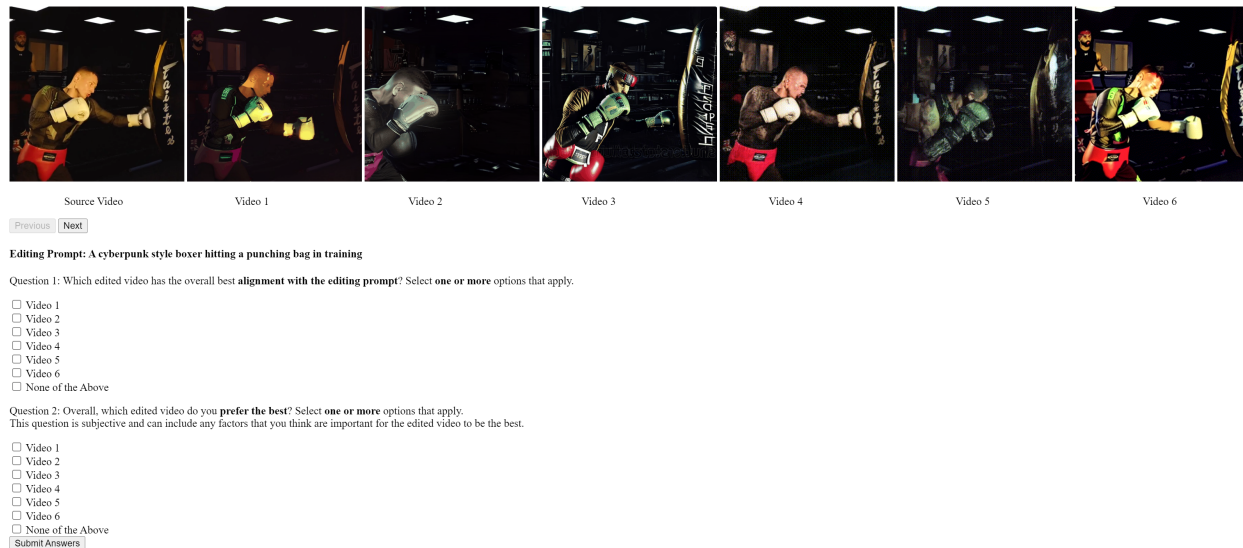 Source Video
Video 1
Video 2
Video 3
Video 4
Video 5
Video 6
Previous Next
Editing Prompt: A cyberpunk style boxer hitting a punching bag in training
Question 1: Which edited video has the overall best alignment with the editing prompt? Select one or more options that apply.
Video 1
Video 2
Video 3
Video 4
Video 5
Video 6
None of the Above
Question 2: Overall, which edited video do you prefer the best? Select one or more options that apply.
This question is subjective and can include any factors that you think are important for the edited video to be the best.
Video 1
Video 2
Video 3
Video 4
Video 5
Video 6
None of the Above
Submit Answers